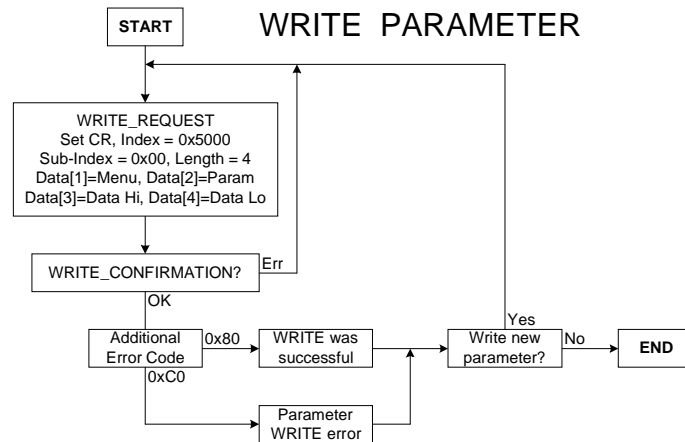 START
WRITE PARAMETER
WRITE_REQUEST
Set CR, Index = 0x5000
Sub-Index = 0x00, Length = 4
Data[1]=Menu, Data[2]=Param
Data[3]=Data Hi, Data[4]=Data Lo
WRITE_CONFIRMATION?
Err
OK
Additional
Error Code
0x80
0xC0
WRITE was
successful
Parameter
WRITE error
Yes
Write new
parameter?
No
END